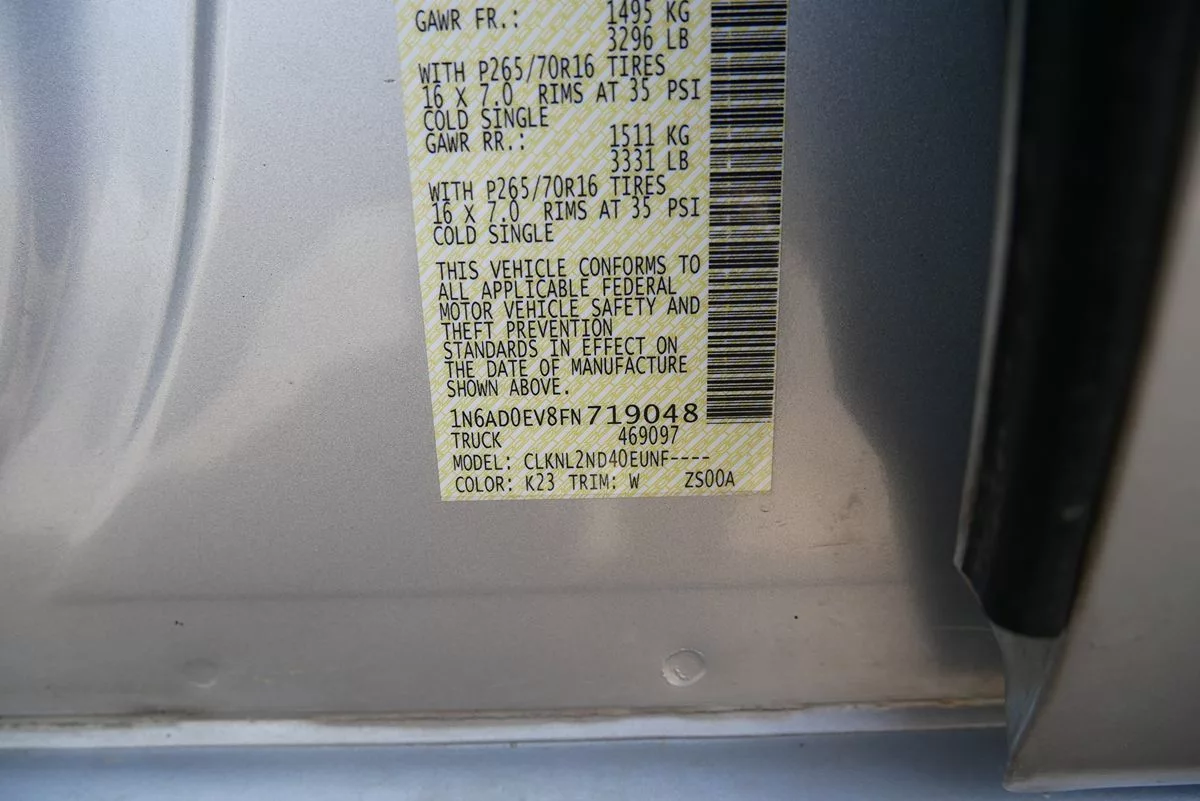 GAWR FR.: 1495 KG
3296 LB
WITH P265/70R16 TIRES
16 X 7.0 RIMS AT 35 PSI
COLD SINGLE
GAWR RR.: 1511 KG
3331 LB
WITH P265/70R16 TIRES
16 X 7.0 RIMS AT 35 PSI
COLD SINGLE
THIS VEHICLE CONFORMS TO
ALL APPLICABLE FEDERAL
MOTOR VEHICLE SAFETY AND
THEFT PREVENTION
STANDARDS IN EFFECT ON
THE DATE OF MANUFACTURE
SHOWN ABOVE.
1N6AD0EV8FN719048
TRUCK 469097
MODEL: CLKNL2ND40EUNF----
COLOR: K23 TRIM: W ZS00A